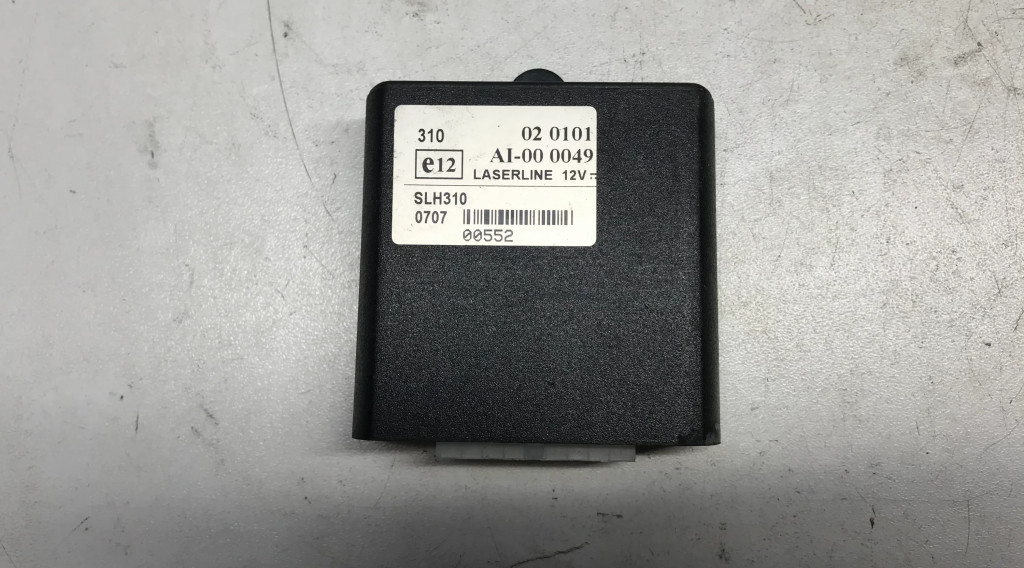 310 02 0101
e12 AI-00 0049
LASERLINE 12V
SLH310
0707
00552